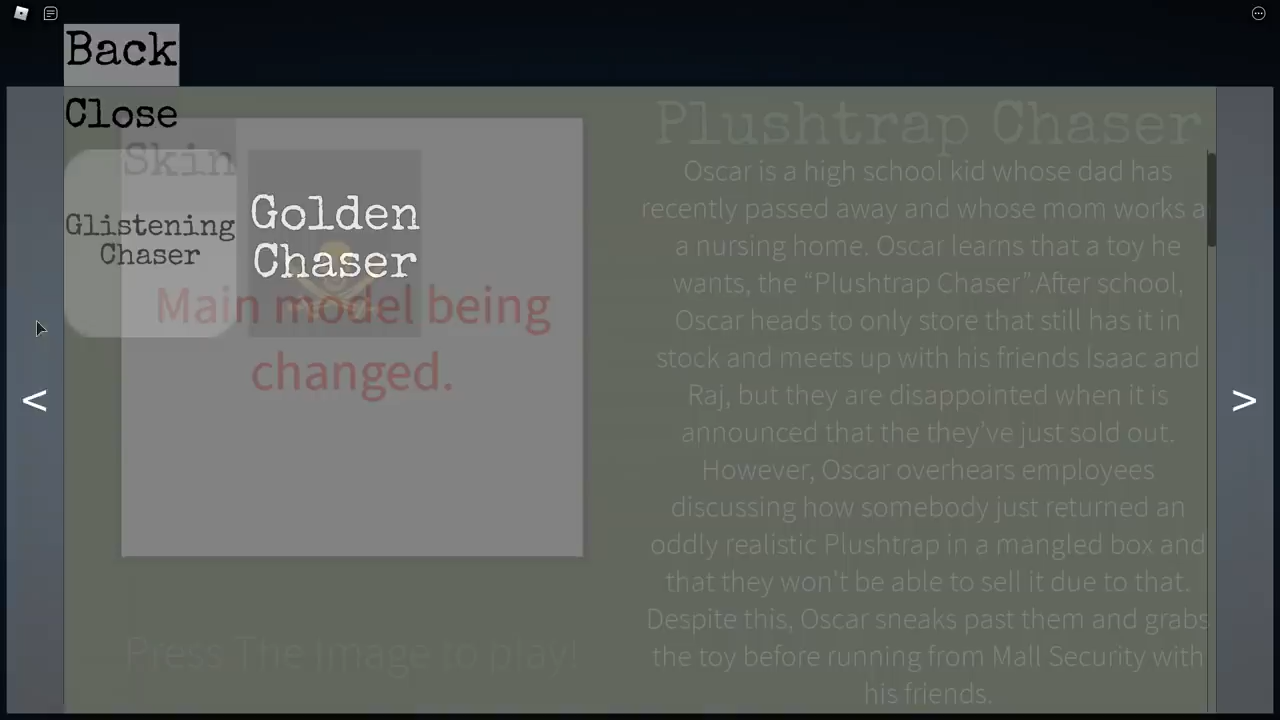 Back
Close
Skin
Glistening
Chaser
Golden
Chaser
Main model being
changed.
Press The Image to play!
<
>
Plushtrap Chaser
Oscar is a high school kid whose dad has
recently passed away and whose mom works a
a nursing home. Oscar learns that a toy he
wants, the “Plushtrap Chaser”.After school,
Oscar heads to only store that still has it in
stock and meets up with his friends Isaac and
Raj, but they are disappointed when it is
announced that the they’ve just sold out.
However, Oscar overhears employees
discussing how somebody just returned an
oddly realistic Plushtrap in a mangled box and
that they won’t be able to sell it due to that.
Despite this, Oscar sneaks past them and grabs
the toy before running from Mall Security with
his friends.